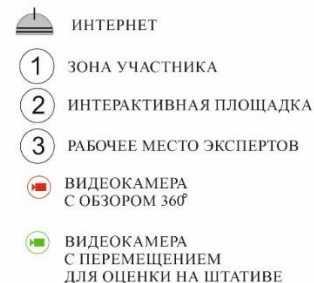 ИНТЕРНЕТ
1 ЗОНА УЧАСТНИКА
2 ИНТЕРАКТИВНАЯ ПЛОЩАДКА
3 РАБОЧЕЕ МЕСТО ЭКСПЕРТОВ
ВИДЕОКАМЕРА
С ОБЗОРОМ 360°
ВИДЕОКАМЕРА
С ПЕРЕМЕЩЕНИЕМ
ДЛЯ ОЦЕНКИ НА ШТАТИВЕ